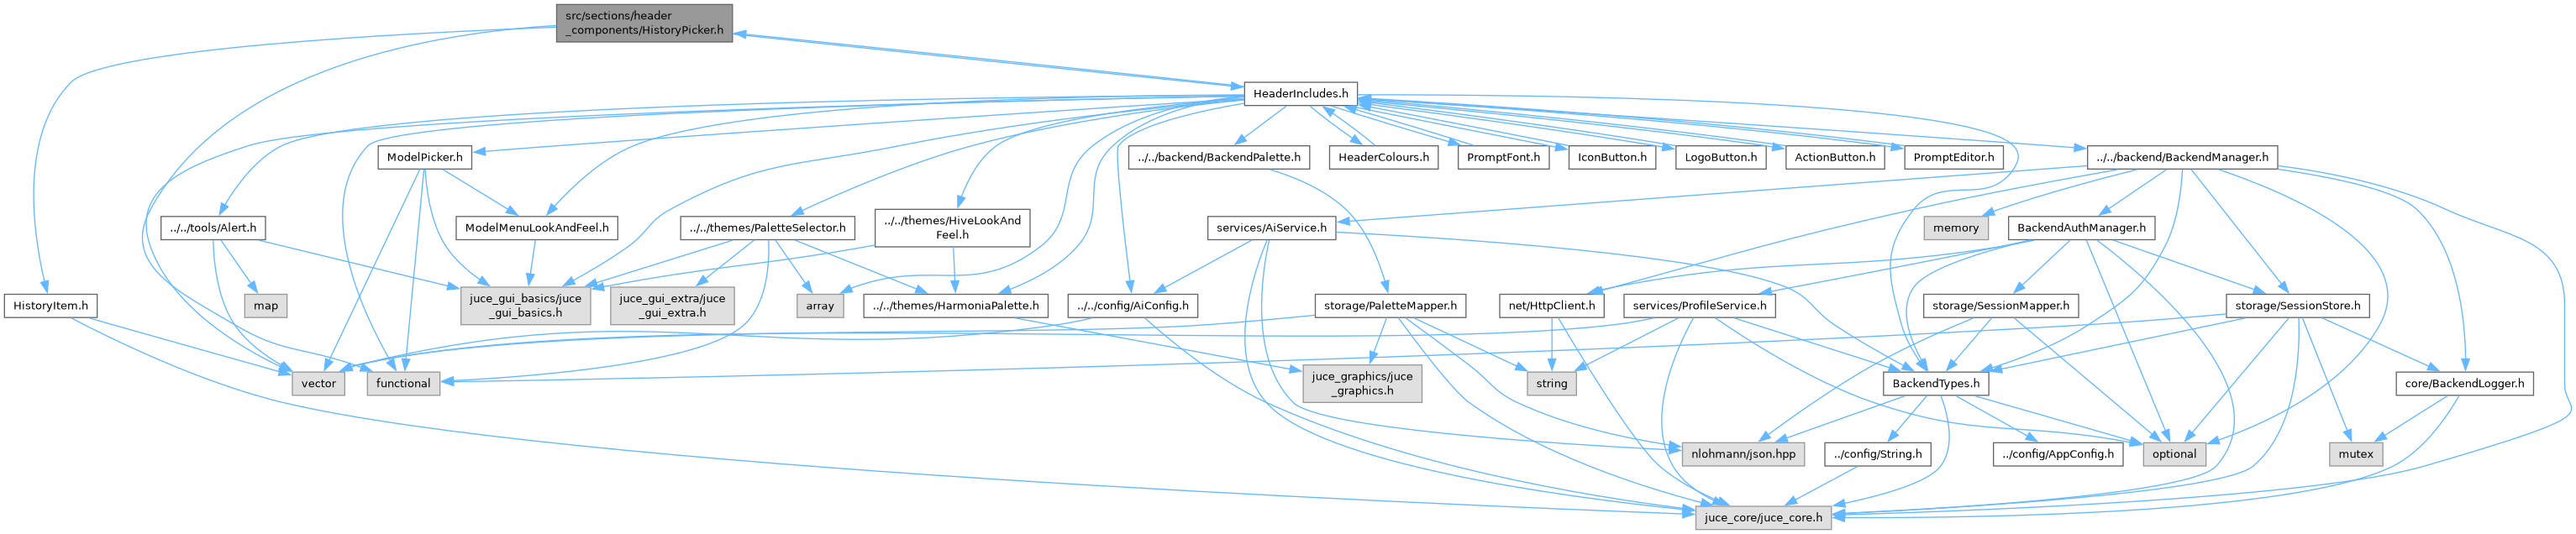 src/sections/header
_components/HistoryPicker.h
HeaderIncludes.h
ModelPicker.h
../../backend/BackendPalette.h
HeaderColours.h
PromptFont.h
IconButton.h
LogoButton.h
ActionButton.h
PromptEditor.h
../../backend/BackendManager.h
../../tools/Alert.h
ModelMenuLookAndFeel.h
../../themes/PaletteSelector.h
../../themes/HiveLookAnd
Feel.h
services/AiService.h
memory
BackendAuthManager.h
HistoryItem.h
map
juce_gui_basics/juce
_gui_basics.h
juce_gui_extra/juce
_gui_extra.h
array
../../themes/HarmoniaPalette.h
../../config/AiConfig.h
storage/PaletteMapper.h
net/HttpClient.h
services/ProfileService.h
storage/SessionMapper.h
storage/SessionStore.h
vector
functional
juce_graphics/juce
_graphics.h
string
BackendTypes.h
core/BackendLogger.h
nlohmann/json.hpp
../config/String.h
../config/AppConfig.h
optional
mutex
juce_core/juce_core.h